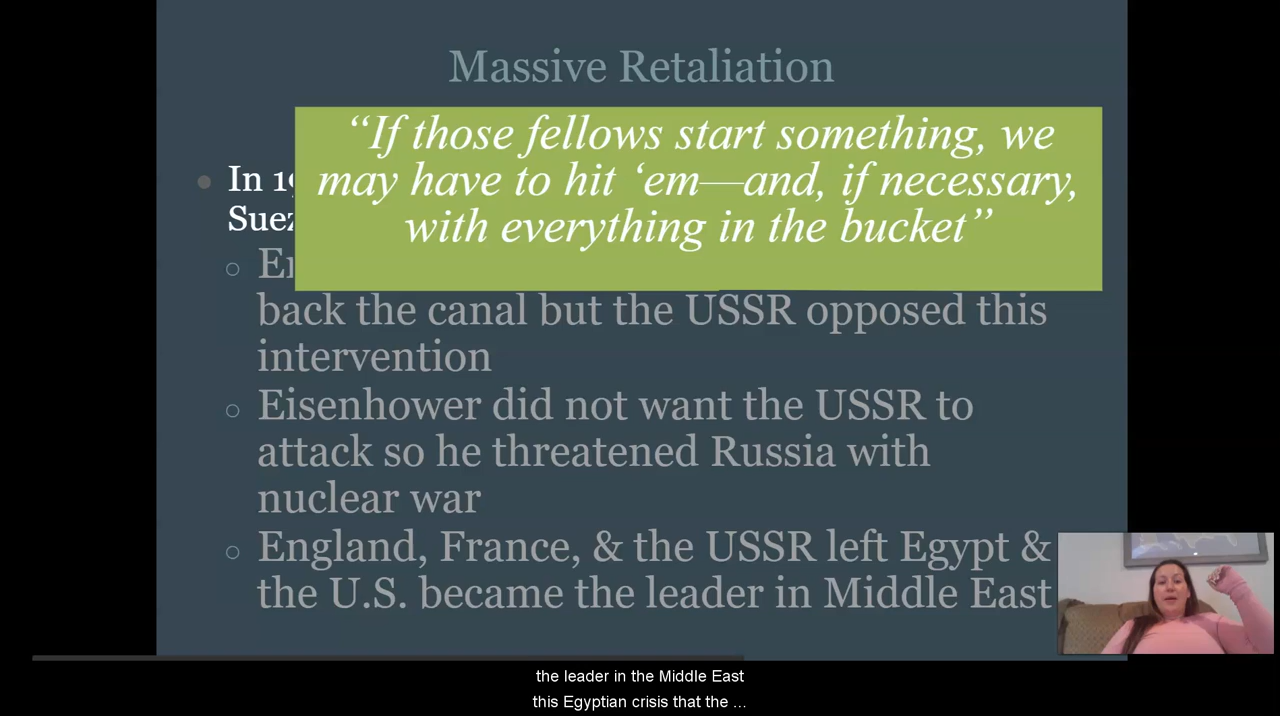 Massive Retaliation
“If those fellows start something, we
may have to hit ‘em—and, if necessary,
with everything in the bucket”
In 19
Suez
back the canal but the USSR opposed this
intervention
Eisenhower did not want the USSR to
attack so he threatened Russia with
nuclear war
England, France, & the USSR left Egypt &
the U.S. became the leader in Middle East
the leader in the Middle East
this Egyptian crisis that the ...